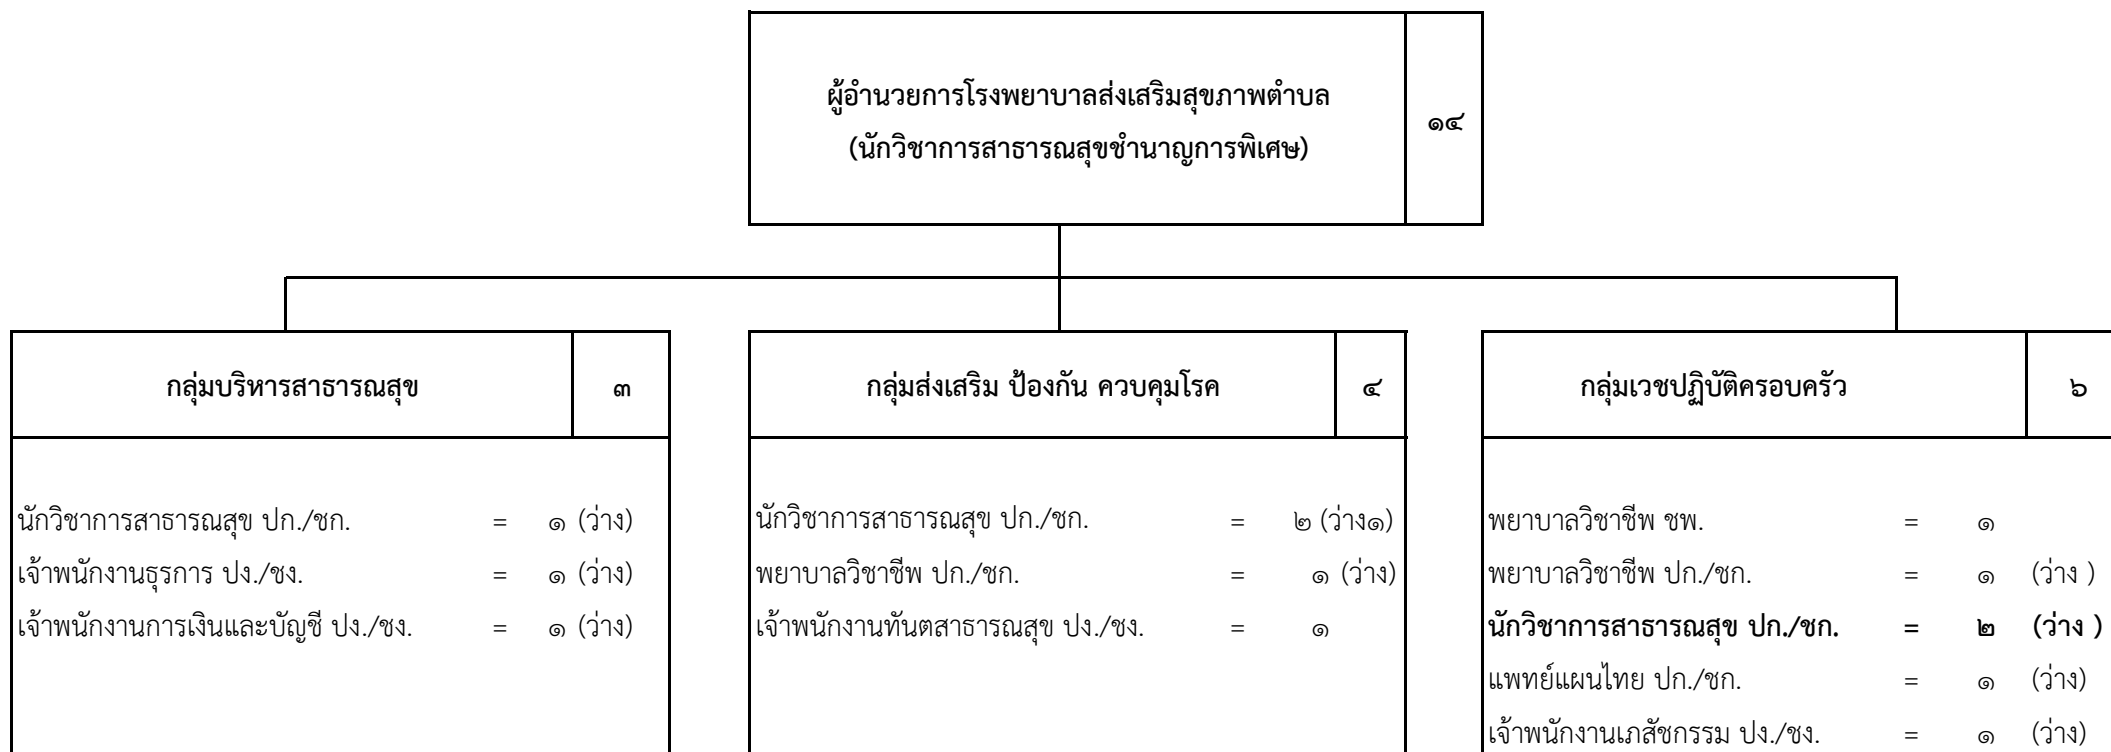 ผู้อำนวยการโรงพยาบาลส่งเสริมสุขภาพตำบล
(นักวิชาการสาธารณสุขชำนาญการพิเศษ)
๑๔
กลุ่มบริหารสาธารณสุข ๓
นักวิชาการสาธารณสุข ปก./ชก. = ๑ (ว่าง)
เจ้าพนักงานธุรการ ปง./ชง. = ๑ (ว่าง)
เจ้าพนักงานการเงินและบัญชี ปง./ชง. = ๑ (ว่าง)
กลุ่มส่งเสริม ป้องกัน ควบคุมโรค ๔
นักวิชาการสาธารณสุข ปก./ชก. = ๒ (ว่าง๑)
พยาบาลวิชาชีพ ปก./ชก. = ๑ (ว่าง)
เจ้าพนักงานทันตสาธารณสุข ปง./ชง. = ๑
กลุ่มเวชปฏิบัติครอบครัว ๖
พยาบาลวิชาชีพ ชพ. = ๑
พยาบาลวิชาชีพ ปก./ชก. = ๑ (ว่าง )
นักวิชาการสาธารณสุข ปก./ชก. = ๒ (ว่าง )
แพทย์แผนไทย ปก./ชก. = ๑ (ว่าง)
เจ้าพนักงานเภสัชกรรม ปง./ชง. = ๑ (ว่าง)